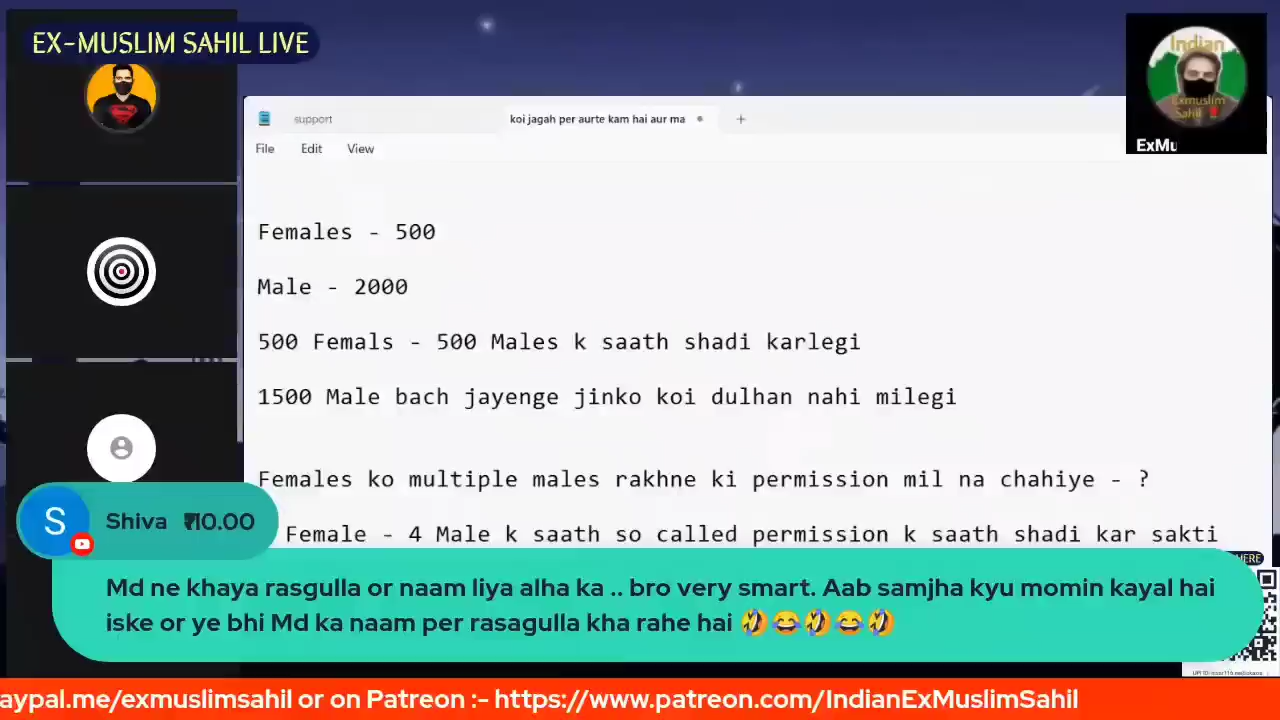 EX-MUSLIM SAHIL LIVE
Indian
Exmuslim
Sahil
ExMu
support
koi jagah per aurte kam hai aur ma
File Edit View
Females - 500
Male - 2000
500 Femals - 500 Males k saath shadi karlegi
1500 Male bach jayenge jinko koi dulhan nahi milegi
Females ko multiple males rakhne ki permission mil na chahiye - ?
Female - 4 Male k saath so called permission k saath shadi kar sakti
S
Shiva ₹10.00
Md ne khaya rasgulla or naam liya alha ka .. bro very smart. Aab samjha kyu momin kayal hai
iske or ye bhi Md ka naam per rasagulla kha rahe hai 🤣😂🤣😂🤣
aypal.me/exmuslimsahil or on Patreon :- https://www.patreon.com/IndianExMuslimSahil